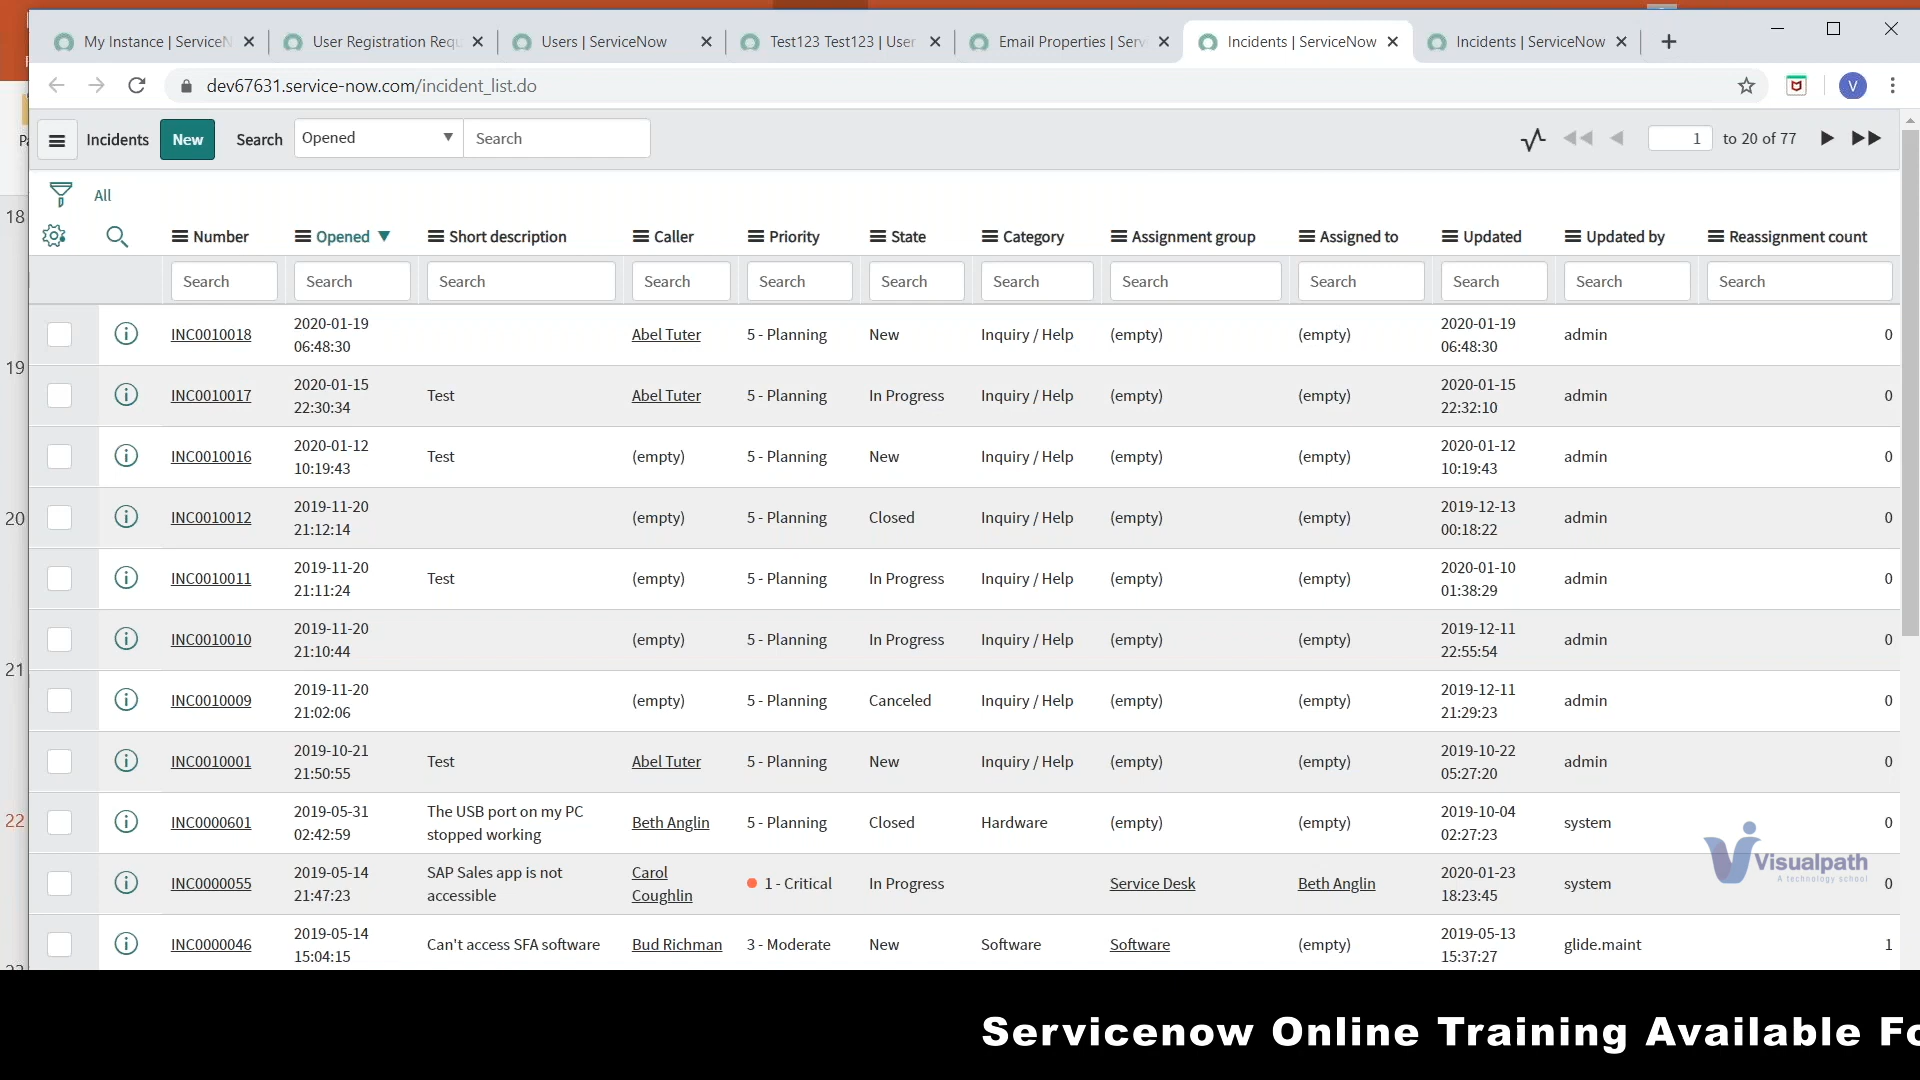 My Instance | ServiceN
User Registration Requ
Users | ServiceNow
Test123 Test123 | User
Email Properties | Serv
Incidents | ServiceNow
Incidents | ServiceNow
dev67631.service-now.com/incident_list.do
V
Incidents New Search Opened Search 1 to 20 of 77
All
Number Opened Short description Caller Priority State Category Assignment group Assigned to Updated Updated by Reassignment count
Search Search Search Search Search Search Search Search Search Search Search Search
INC0010018 2020-01-19 06:48:30 Abel Tuter 5 - Planning New Inquiry / Help (empty) (empty) 2020-01-19 06:48:30 admin 0
INC0010017 2020-01-15 22:30:34 Test Abel Tuter 5 - Planning In Progress Inquiry / Help (empty) (empty) 2020-01-15 22:32:10 admin 0
INC0010016 2020-01-12 10:19:43 Test (empty) 5 - Planning New Inquiry / Help (empty) (empty) 2020-01-12 10:19:43 admin 0
INC0010012 2019-11-20 21:12:14 (empty) 5 - Planning Closed Inquiry / Help (empty) (empty) 2019-12-13 00:18:22 admin 0
INC0010011 2019-11-20 21:11:24 Test (empty) 5 - Planning In Progress Inquiry / Help (empty) (empty) 2020-01-10 01:38:29 admin 0
INC0010010 2019-11-20 21:10:44 (empty) 5 - Planning In Progress Inquiry / Help (empty) (empty) 2019-12-11 22:55:54 admin 0
INC0010009 2019-11-20 21:02:06 (empty) 5 - Planning Canceled Inquiry / Help (empty) (empty) 2019-12-11 21:29:23 admin 0
INC0010001 2019-10-21 21:50:55 Test Abel Tuter 5 - Planning New Inquiry / Help (empty) (empty) 2019-10-22 05:27:20 admin 0
INC0000601 2019-05-31 02:42:59 The USB port on my PC stopped working Beth Anglin 5 - Planning Closed Hardware (empty) (empty) 2019-10-04 02:27:23 system 0
INC0000055 2019-05-14 21:47:23 SAP Sales app is not accessible Carol Coughlin 1 - Critical In Progress Service Desk Beth Anglin 2020-01-23 18:23:45 system 0
INC0000046 2019-05-14 15:04:15 Can't access SFA software Bud Richman 3 - Moderate New Software Software (empty) 2019-05-13 15:37:27 glide.maint 1
18
19
20
21
22
Visualpath
A technology school
Servicenow Online Training Available Fo